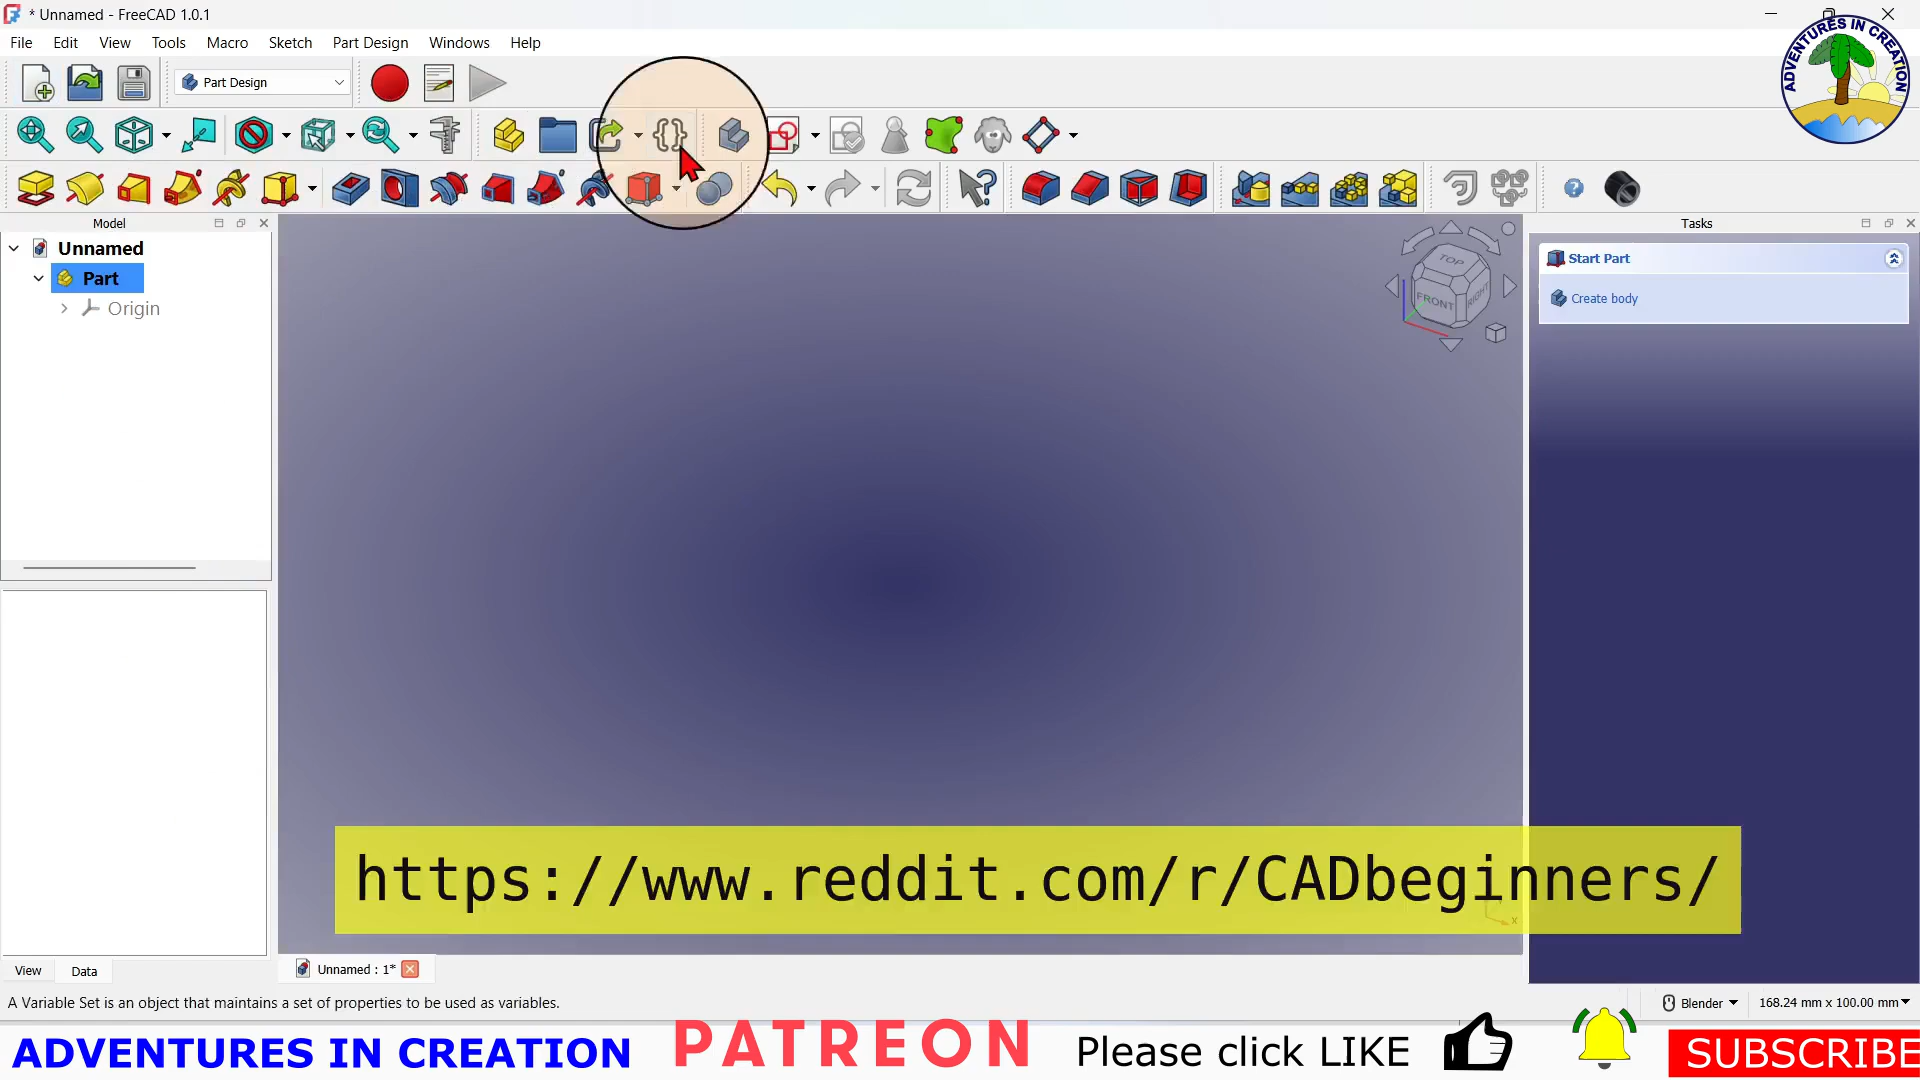 * Unnamed - FreeCAD 1.0.1
File Edit View Tools Macro Sketch Part Design Windows Help
ADVENTURES IN CREATION
Part Design
Model
Tasks
Unnamed
Part
Origin
TOP
FRONT
RIGHT
Start Part
Create body
https://www.reddit.com/r/CADbeginners/
x
View Data
Unnamed : 1*
A Variable Set is an object that maintains a set of properties to be used as variables.
Blender
168.24 mm x 100.00 mm
ADVENTURES IN CREATION
PATREON
Please click LIKE
SUBSCRIBE